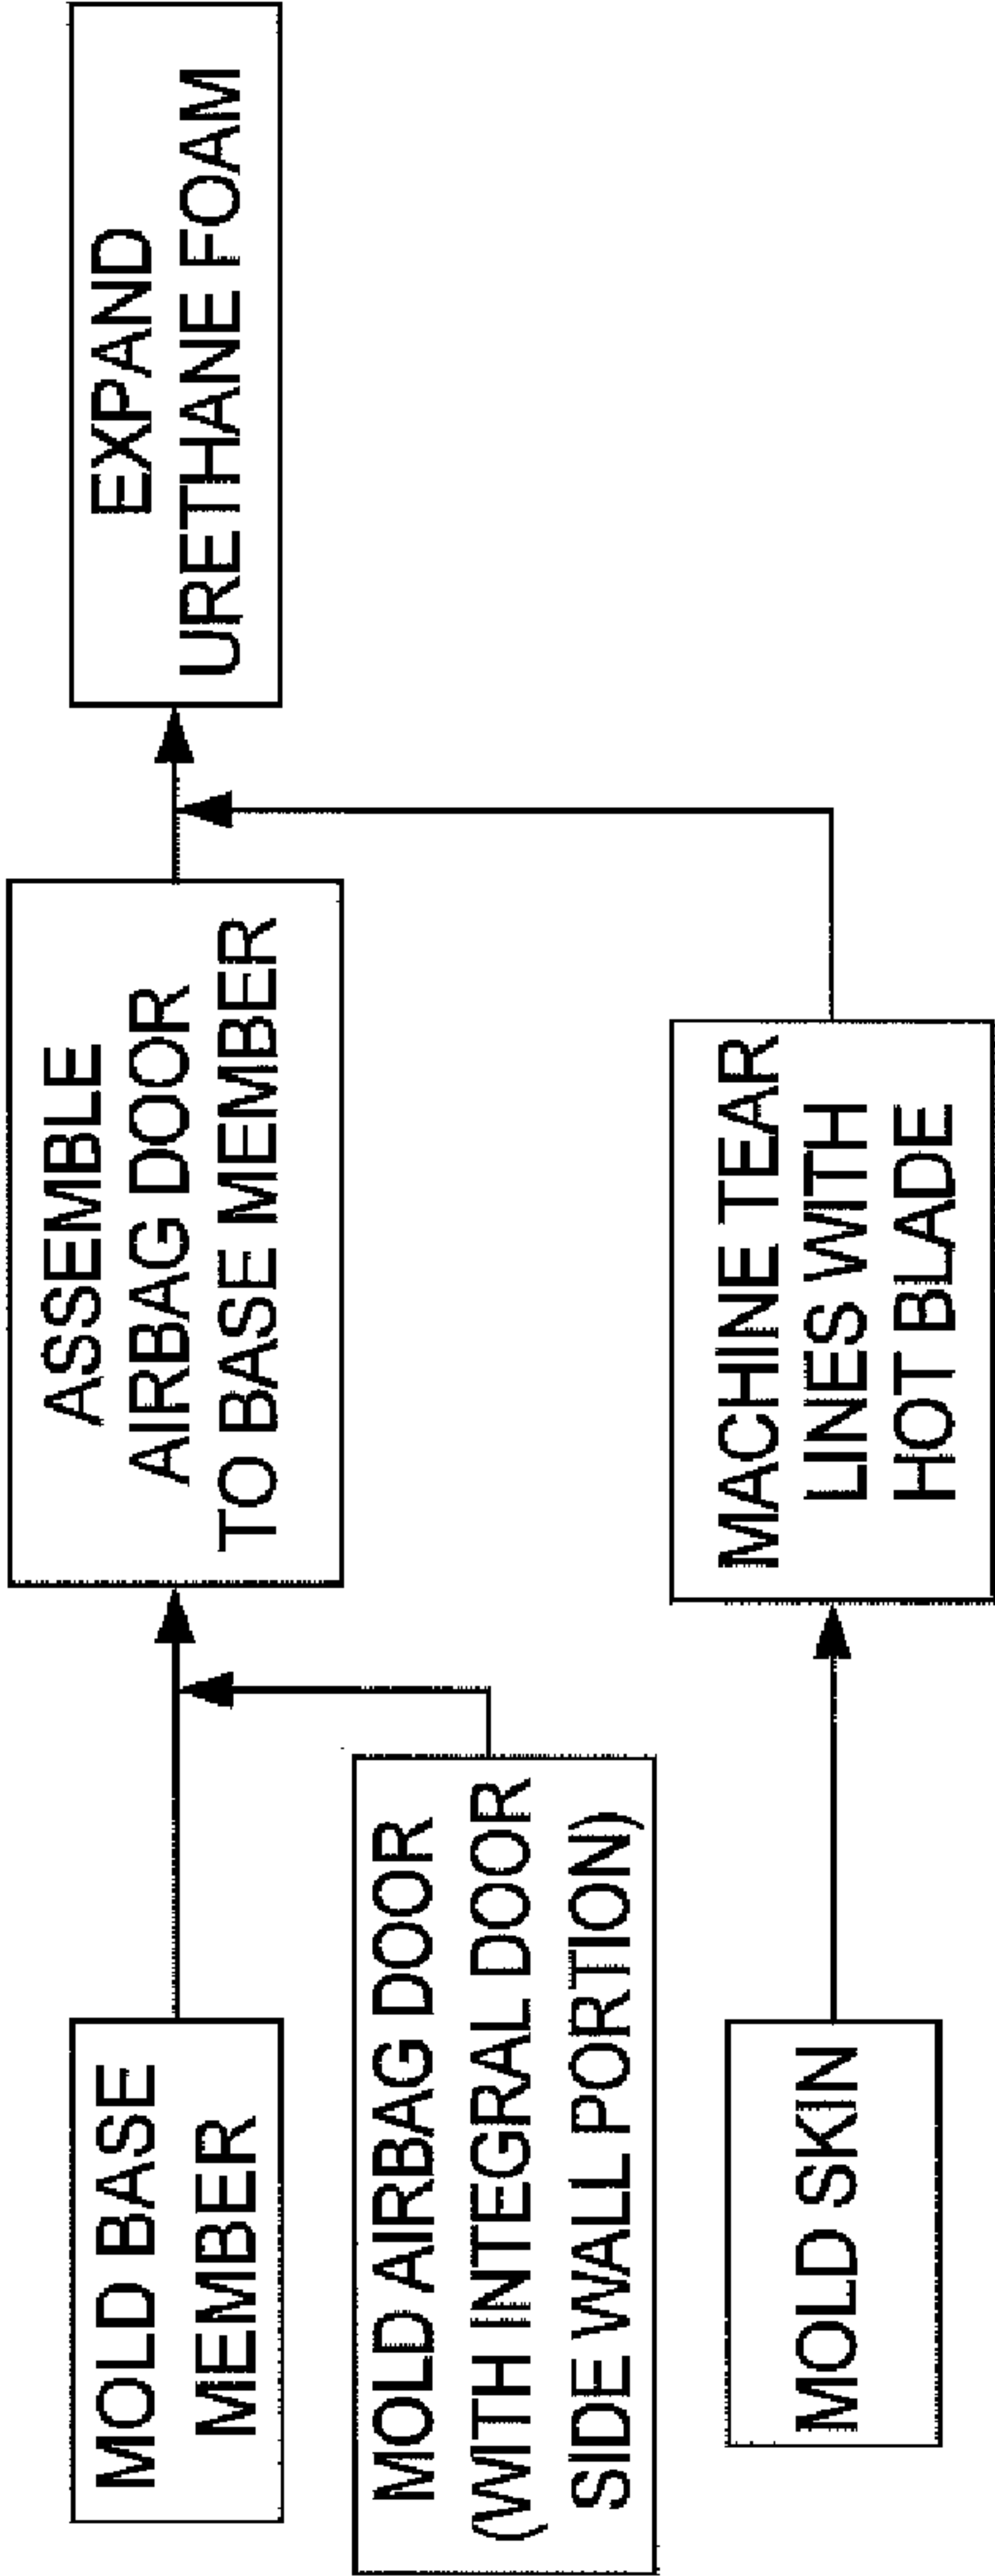 MOLD BASE
MEMBER
MOLD AIRBAG DOOR
(WITH INTEGRAL DOOR
SIDE WALL PORTION)
MOLD SKIN
ASSEMBLE
AIRBAG DOOR
TO BASE MEMBER
MACHINE TEAR
LINES WITH
HOT BLADE
EXPAND
URETHANE FOAM